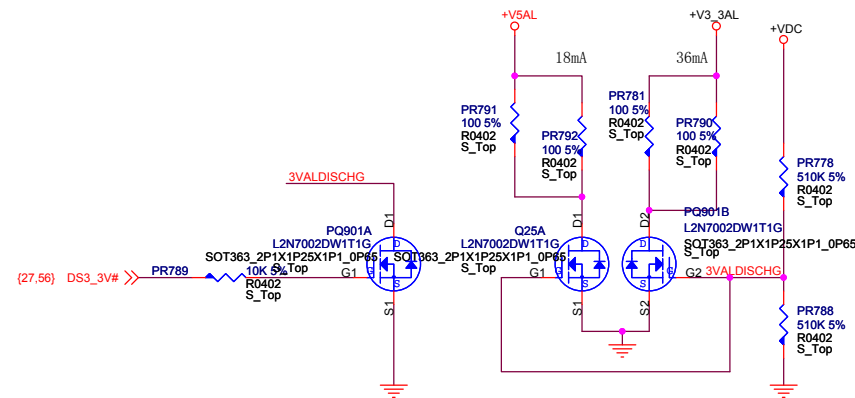 +V5AL
+V3_3AL
+VDC
18mA
36mA
PR791
100 5%
R0402
S_Top
PR792
100 5%
R0402
S_Top
PR781
100 5%
R0402
S_Top
PR790
100 5%
R0402
S_Top
PR778
510K 5%
R0402
S_Top
3VALDISCHG
PQ901A
L2N7002DW1T1G
SOT363_2P1X1P25X1P1_0P65
S_Top
D1
D
G1
G
S
S1
Q25A
L2N7002DW1T1G
SOT363_2P1X1P25X1P1_0P65
S_Top
D1
D
G1
G
S
S1
PQ901B
L2N7002DW1T1G
SOT363_2P1X1P25X1P1_0P65
S_Top
D2
D
G2
G
S
S2
3VALDISCHG
{27,56} DS3_3V#
PR789
10K 5%
R0402
S_Top
PR788
510K 5%
R0402
S_Top